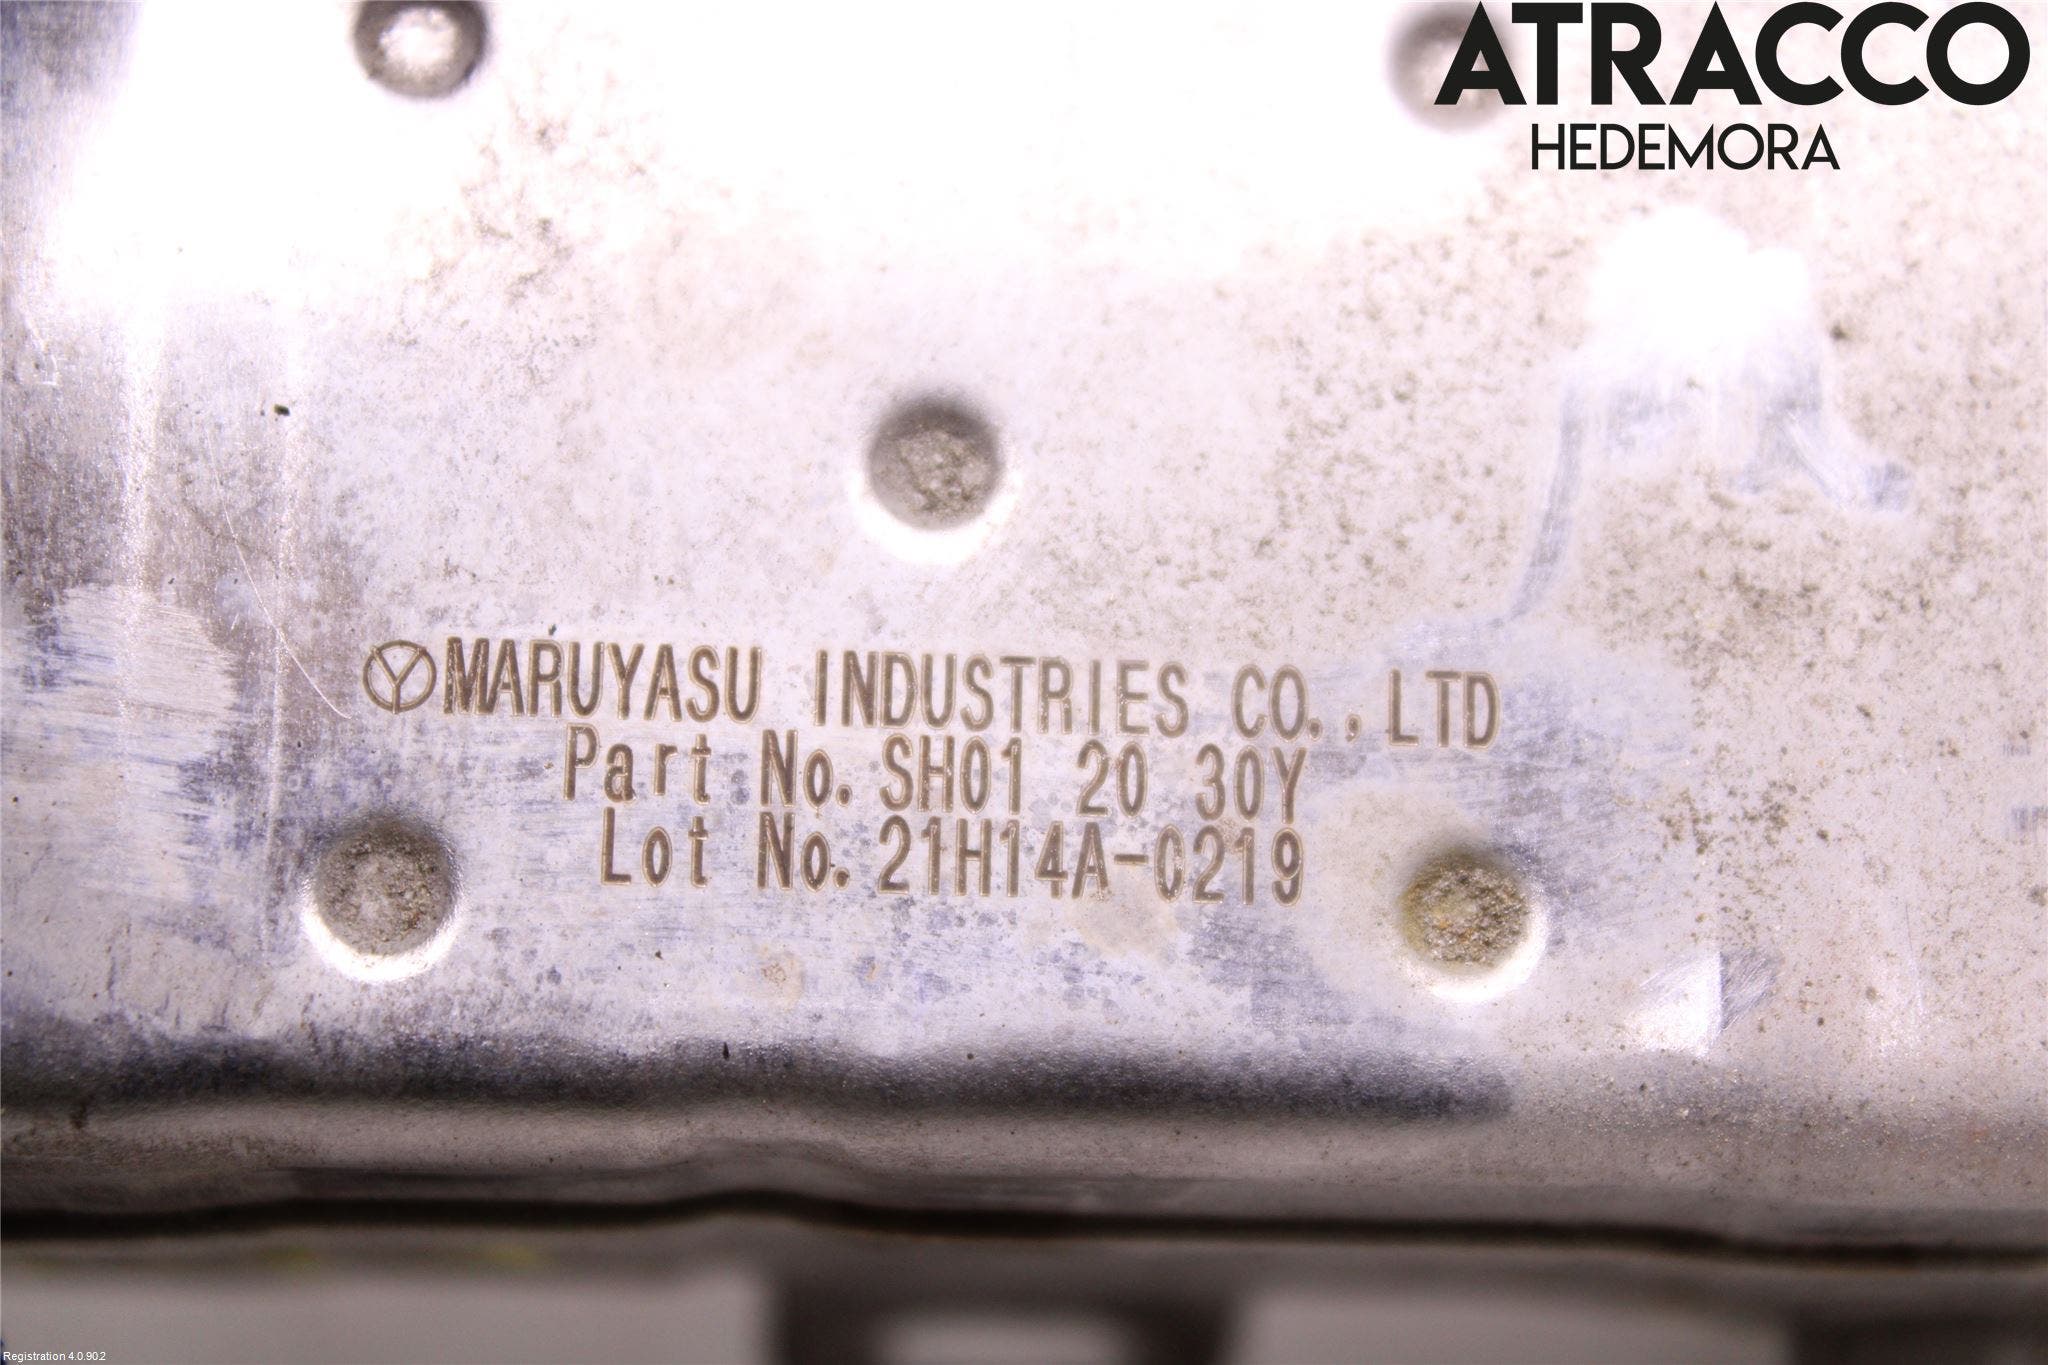 ATRACCO
HEDEMORA
MARUYASU INDUSTRIES CO., LTD
Part No. SH01 20 30Y
Lot No. 21H14A-0219
Registration 4.0.902